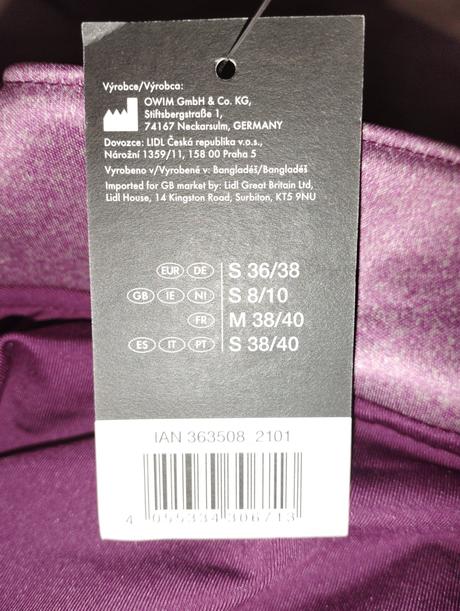 Výrobce/Výrobca:
OWIM GmbH & Co. KG,
Stiftsbergstraße 1,
74167 Neckarsulm, GERMANY
Dovozce: LIDL Česká republika v.o.s.,
Nárožní 1359/11, 158 00 Praha 5
Vyrobeno v/Vyrobené v: Bangladéš/Bangladéš
Imported for GB market by: Lidl Great Britain Ltd,
Lidl House, 14 Kingston Road, Surbiton, KT5 9NU
EUR DE S 36/38
GB IE NI S 8/10
FR M 38/40
ES IT PT S 38/40
IAN 363508 2101
4 055334 306713